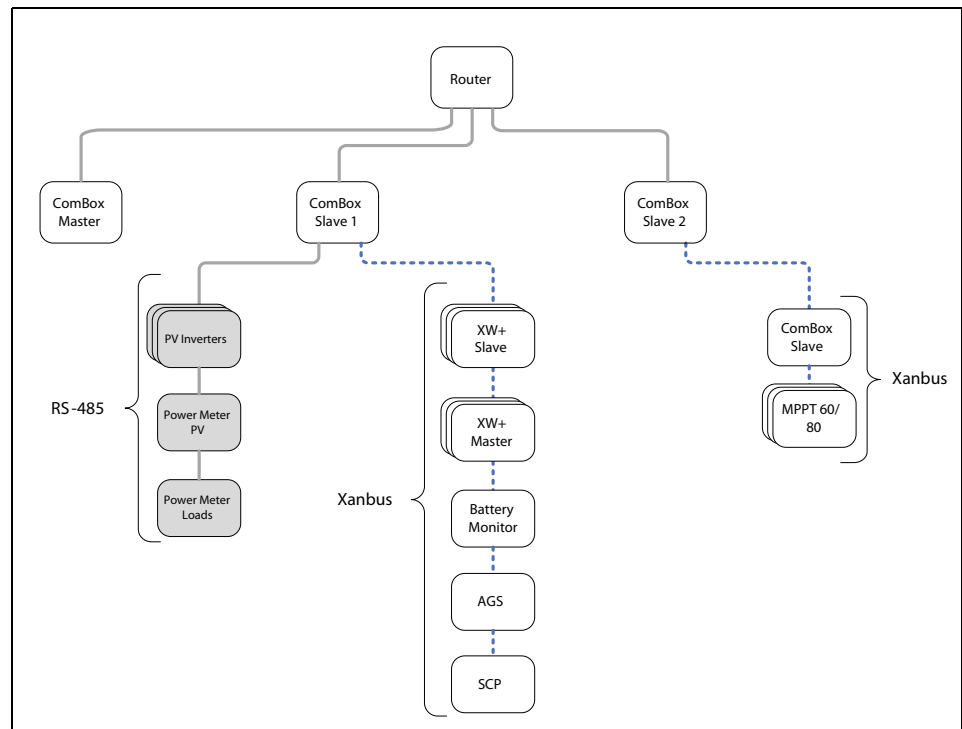 Router
ComBox
Master
ComBox
Slave 1
ComBox
Slave 2
RS-485
PV Inverters
Power Meter
PV
Power Meter
Loads
Xanbus
XW+
Slave
XW+
Master
Battery
Monitor
AGS
SCP
ComBox
Slave
MPPT 60/
80
Xanbus